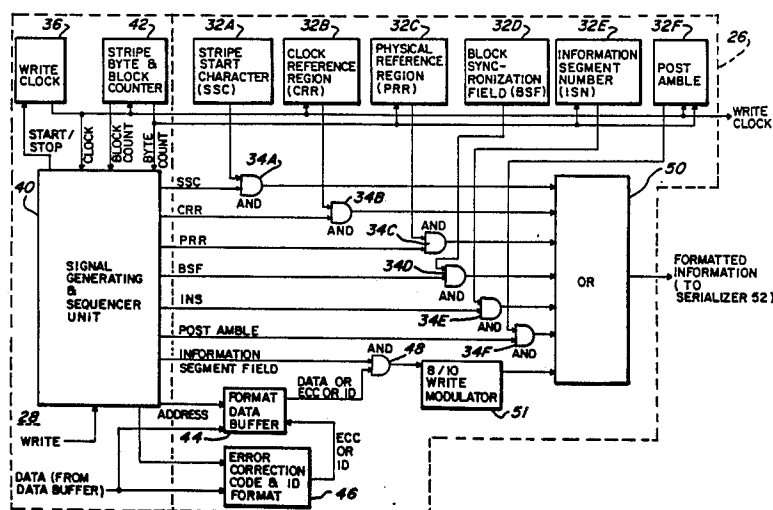 36
42
32A
32B
32C
32D
32E
32F
26
WRITE
CLOCK
STRIPE
BYTE &
BLOCK
COUNTER
STRIPE
START
CHARACTER
(SSC)
CLOCK
REFERENCE
REGION
(CRR)
PHYSICAL
REFERENCE
REGION
(PRR)
BLOCK
SYNC-
RONIZATION
FIELD (BSF)
INFORMATION
SEGMENT
NUMBER
(ISN)
POST
AMBLE
WRITE
CLOCK
START/
STOP
CLOCK
BLOCK
COUNT
BYTE
COUNT
40
SIGNAL
GENERATING
&
SEQUENCER
UNIT
28
SSC
34A
AND
CRR
34B
AND
PRR
AND
34C
BSF
34D
AND
INS
34E
AND
POST AMBLE
34F
AND
INFORMATION
SEGMENT FIELD
AND
48
50
OR
FORMATTED
INFORMATION
(TO
SERIALIZER 52)
8/10
WRITE
MODULATOR
51
DATA OR
ECC OR ID
ADDRESS
FORMAT
DATA
BUFFER
44
ECC
OR
ID
WRITE
DATA (FROM
DATA BUFFER)
ERROR
CORRECTION
CODE & ID
FORMAT
46